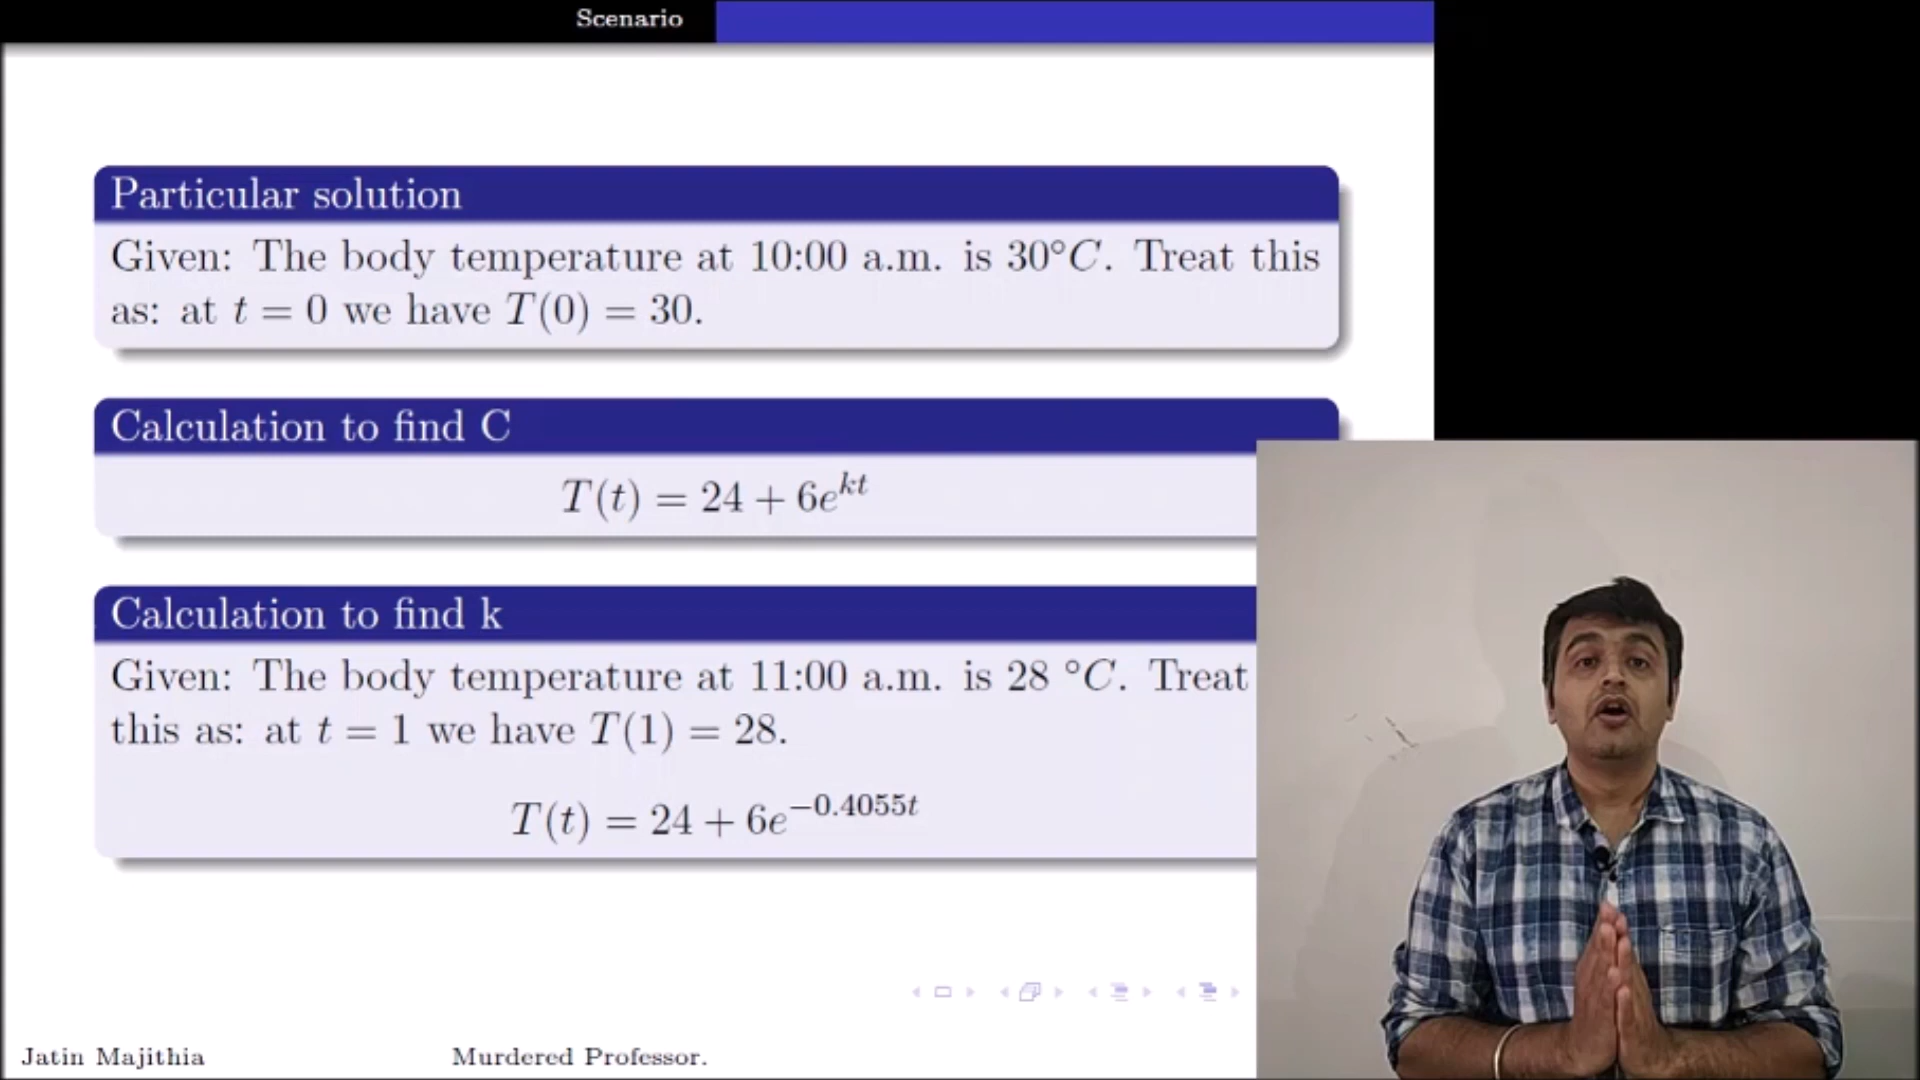 Scenario
Particular solution
Given: The body temperature at 10:00 a.m. is 30°C. Treat this
as: at t = 0 we have T(0) = 30.
Calculation to find C
T(t) = 24 + 6e^{kt}
Calculation to find k
Given: The body temperature at 11:00 a.m. is 28 °C. Treat
this as: at t = 1 we have T(1) = 28.
T(t) = 24 + 6e^{−0.4055t}
Jatin Majithia
Murdered Professor.